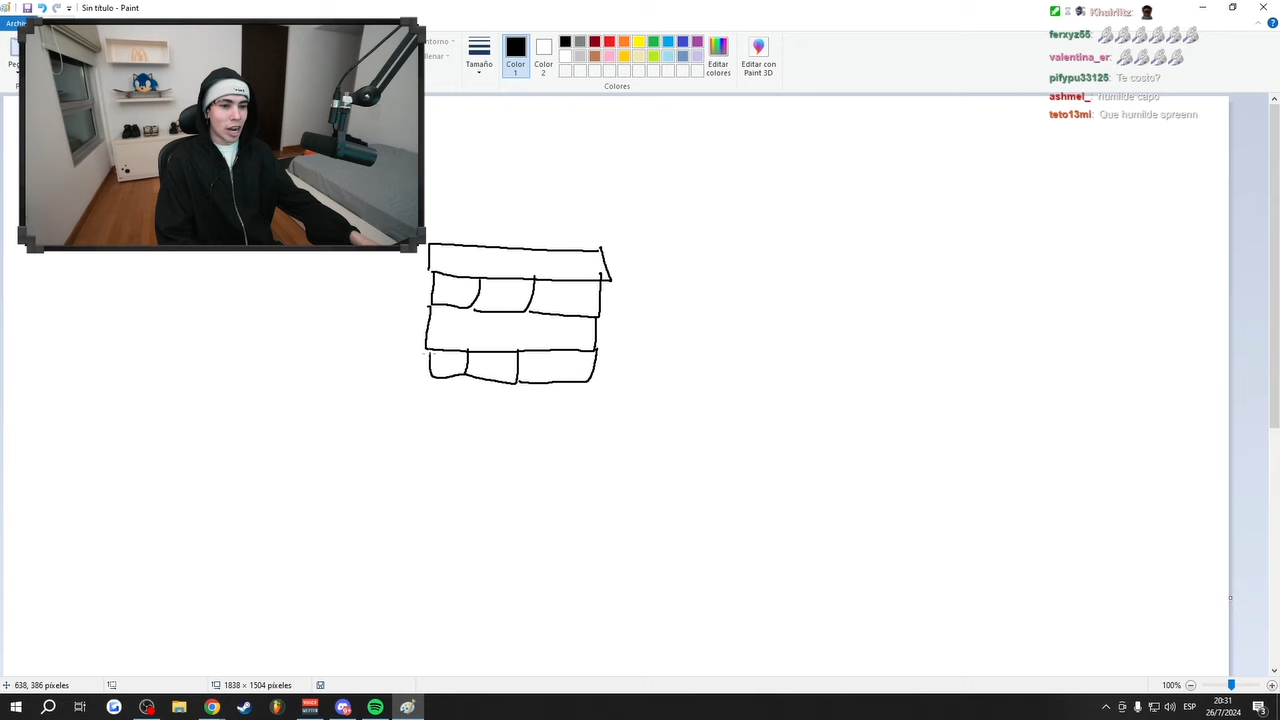 Sin título - Paint
Archivo
Tamaño
Color 1
Color 2
Editar colores
Editar con Paint 3D
Colores
Khairlitz
ferxyz55:
valentina_er:
pifypu33125: Te costo?
ashmel_: humilde capo
teto13mi: Que humilde spreenn
638, 386 píxeles
1838 × 1504 píxeles
100%
ESP
20:31
26/7/2024